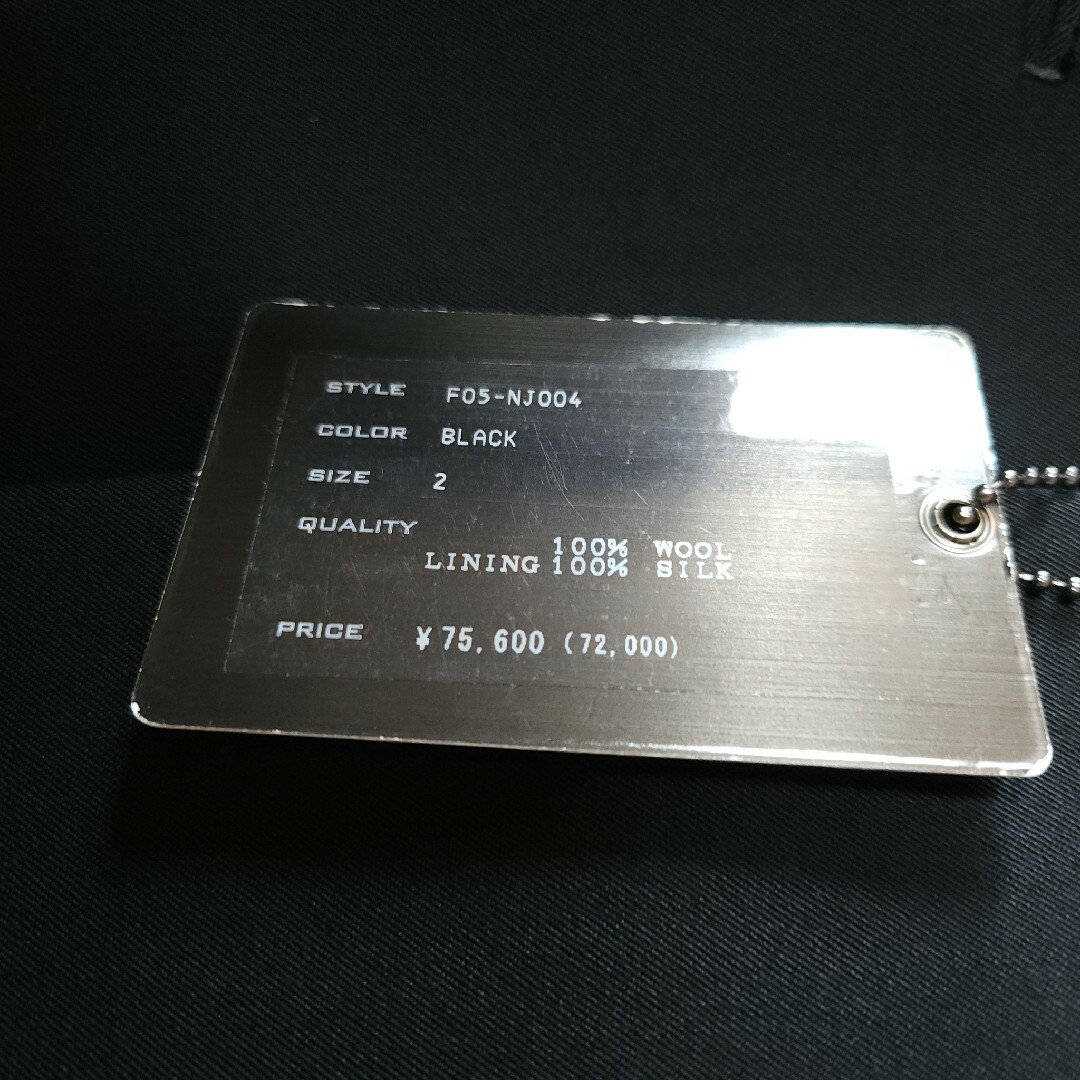 STYLE F05-NJ004
COLOR BLACK
SIZE 2
QUALITY
100% WOOL
LINING 100% SILK
PRICE ¥75,600 (72,000)